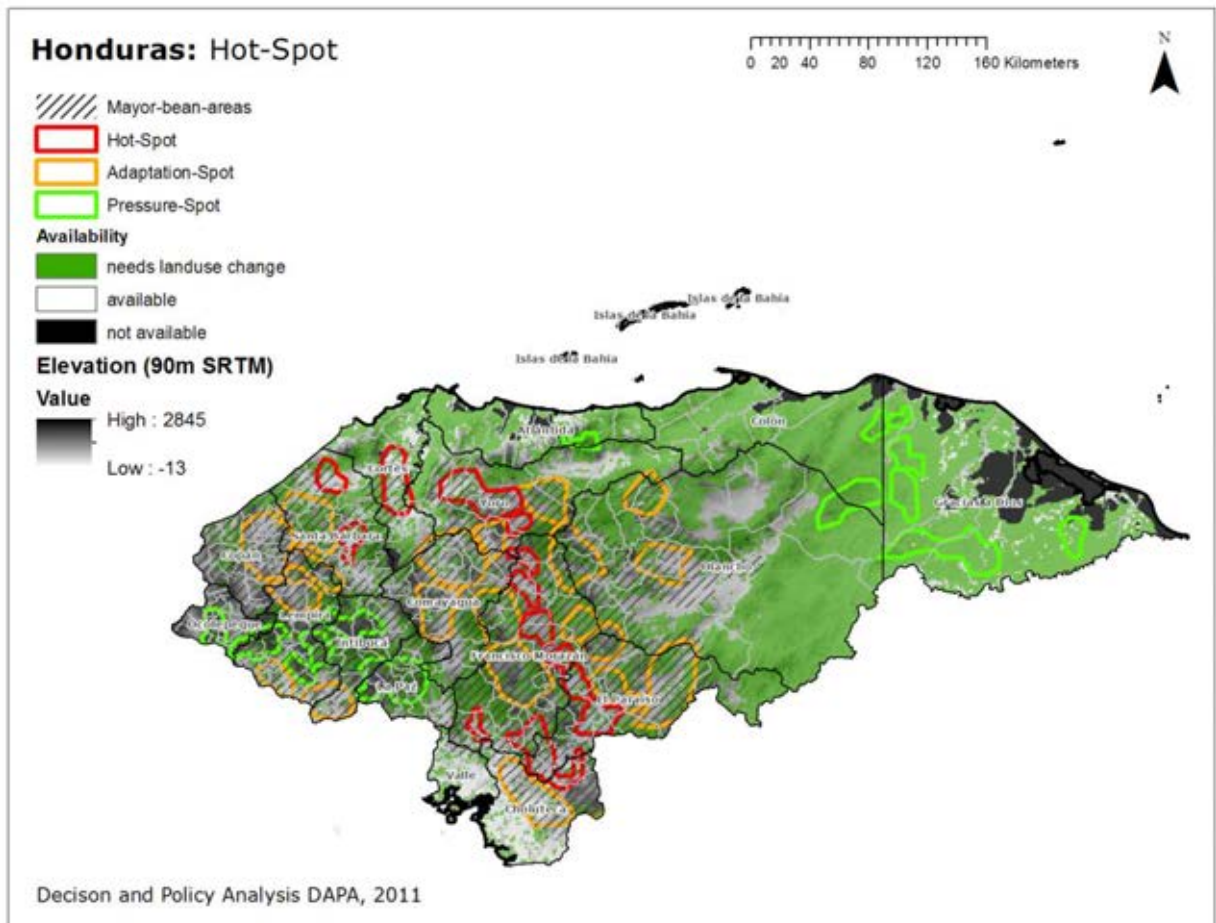 Honduras: Hot-Spot
0 20 40 80 120 160 Kilometers
N
Mayor-bean-areas
Hot-Spot
Adaptation-Spot
Pressure-Spot
Availability
needs landuse change
available
not available
Elevation (90m SRTM)
Value
High : 2845
Low : -13
Islas de la Bahia
Islas de la Bahia
Islas de la Bahia
Atlántida
Colón
Cortés
Yoro
Gracias a Dios
Santa Bárbara
Copán
Olancho
Comayagua
Ocotepeque
Lempira
Intibucá
Francisco Morazán
La Paz
El Paraíso
Valle
Choluteca
Decison and Policy Analysis DAPA, 2011